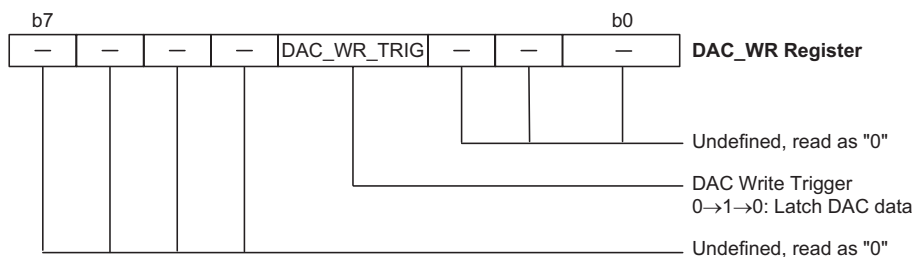 b7 b0
— — — — DAC_WR_TRIG — — — DAC_WR Register
Undefined, read as "0"
DAC Write Trigger
0→1→0: Latch DAC data
Undefined, read as "0"